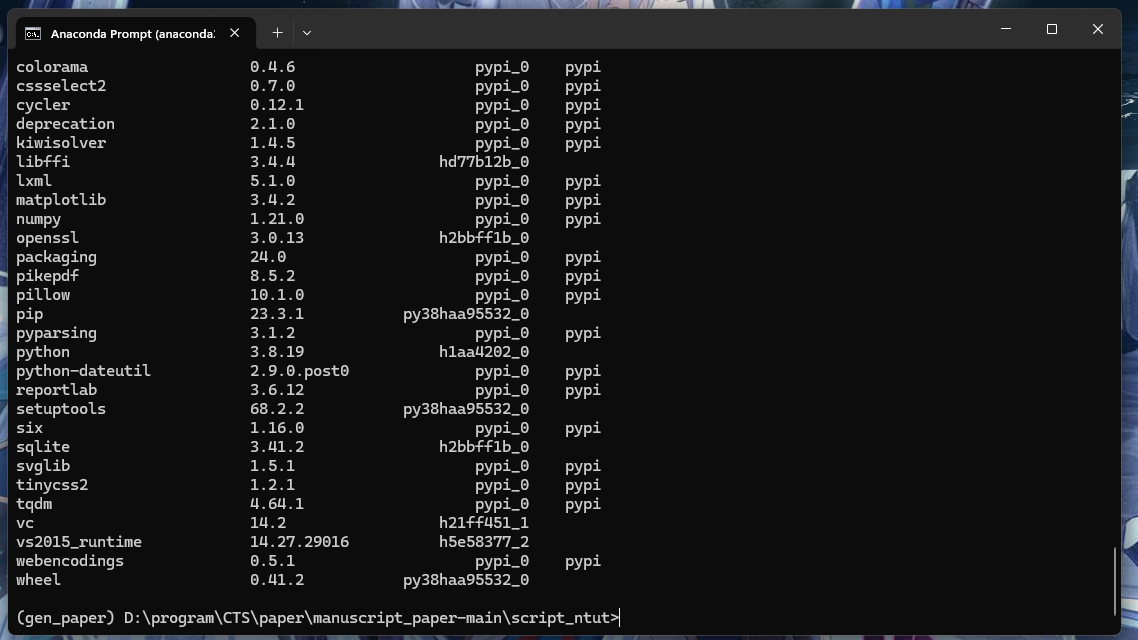 Anaconda Prompt (anaconda:
colorama 0.4.6 pypi_0 pypi
cssselect2 0.7.0 pypi_0 pypi
cycler 0.12.1 pypi_0 pypi
deprecation 2.1.0 pypi_0 pypi
kiwisolver 1.4.5 pypi_0 pypi
libffi 3.4.4 hd77b12b_0
lxml 5.1.0 pypi_0 pypi
matplotlib 3.4.2 pypi_0 pypi
numpy 1.21.0 pypi_0 pypi
openssl 3.0.13 h2bbff1b_0
packaging 24.0 pypi_0 pypi
pikepdf 8.5.2 pypi_0 pypi
pillow 10.1.0 pypi_0 pypi
pip 23.3.1 py38haa95532_0
pyparsing 3.1.2 pypi_0 pypi
python 3.8.19 h1aa4202_0
python-dateutil 2.9.0.post0 pypi_0 pypi
reportlab 3.6.12 pypi_0 pypi
setuptools 68.2.2 py38haa95532_0
six 1.16.0 pypi_0 pypi
sqlite 3.41.2 h2bbff1b_0
svglib 1.5.1 pypi_0 pypi
tinycss2 1.2.1 pypi_0 pypi
tqdm 4.64.1 pypi_0 pypi
vc 14.2 h21ff451_1
vs2015_runtime 14.27.29016 h5e58377_2
webencodings 0.5.1 pypi_0 pypi
wheel 0.41.2 py38haa95532_0
(gen_paper) D:\program\CTS\paper\manuscript_paper-main\script_ntut>